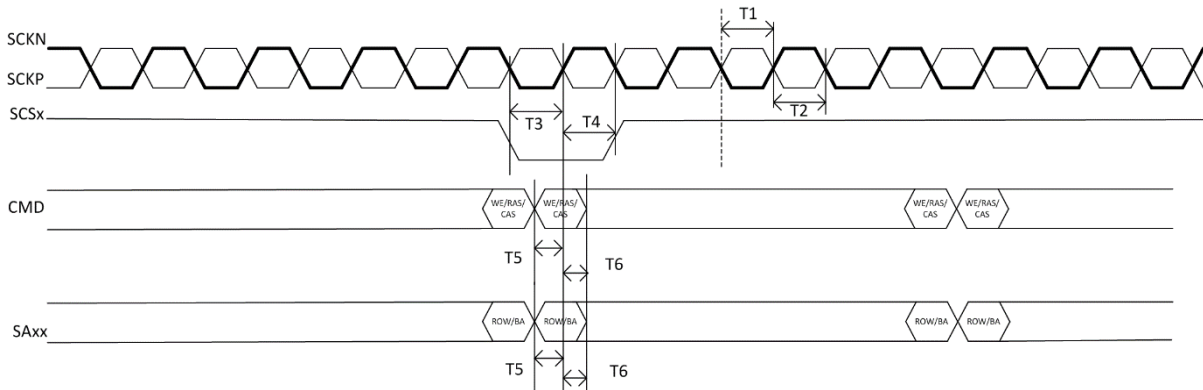 T1
SCKN
SCKP
T2
SCSx
T3
T4
CMD
WE/RAS/
CAS
WE/RAS/
CAS
WE/RAS/
CAS
WE/RAS/
CAS
T5
T6
SAxx
ROW/BA
ROW/BA
ROW/BA
ROW/BA
T5
T6